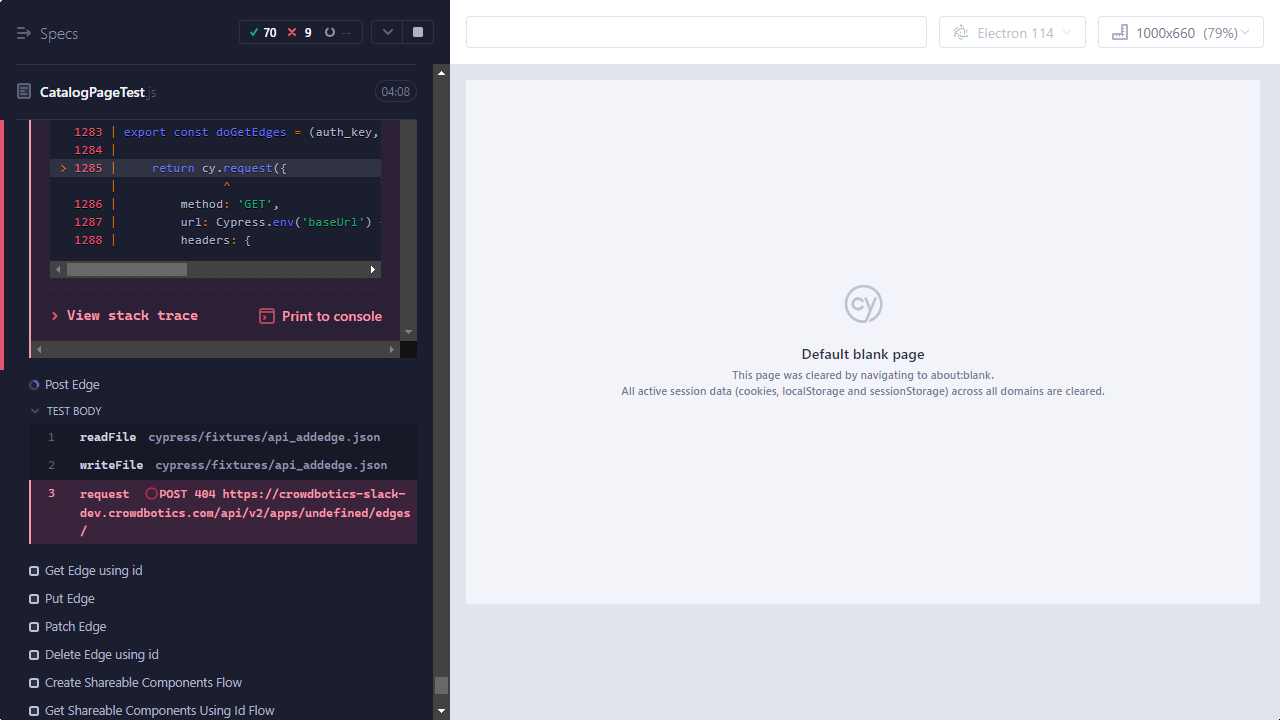 Specs
70 9 --
Electron 114
1000x660 (79%)
CatalogPageTest.js
04:08
1283 | export const doGetEdges = (auth_key,
1284 |
> 1285 | return cy.request({
| ^
1286 | method: 'GET',
1287 | url: Cypress.env('baseUrl')
1288 | headers: {
View stack trace
Print to console
Post Edge
TEST BODY
1 readFile cypress/fixtures/api_addedge.json
2 writeFile cypress/fixtures/api_addedge.json
3 request POST 404 https://crowdbotics-slack-
dev.crowdbotics.com/api/v2/apps/undefined/edges
/
Get Edge using id
Put Edge
Patch Edge
Delete Edge using id
Create Shareable Components Flow
Get Shareable Components Using Id Flow
cy
Default blank page
This page was cleared by navigating to about:blank.
All active session data (cookies, localStorage and sessionStorage) across all domains are cleared.